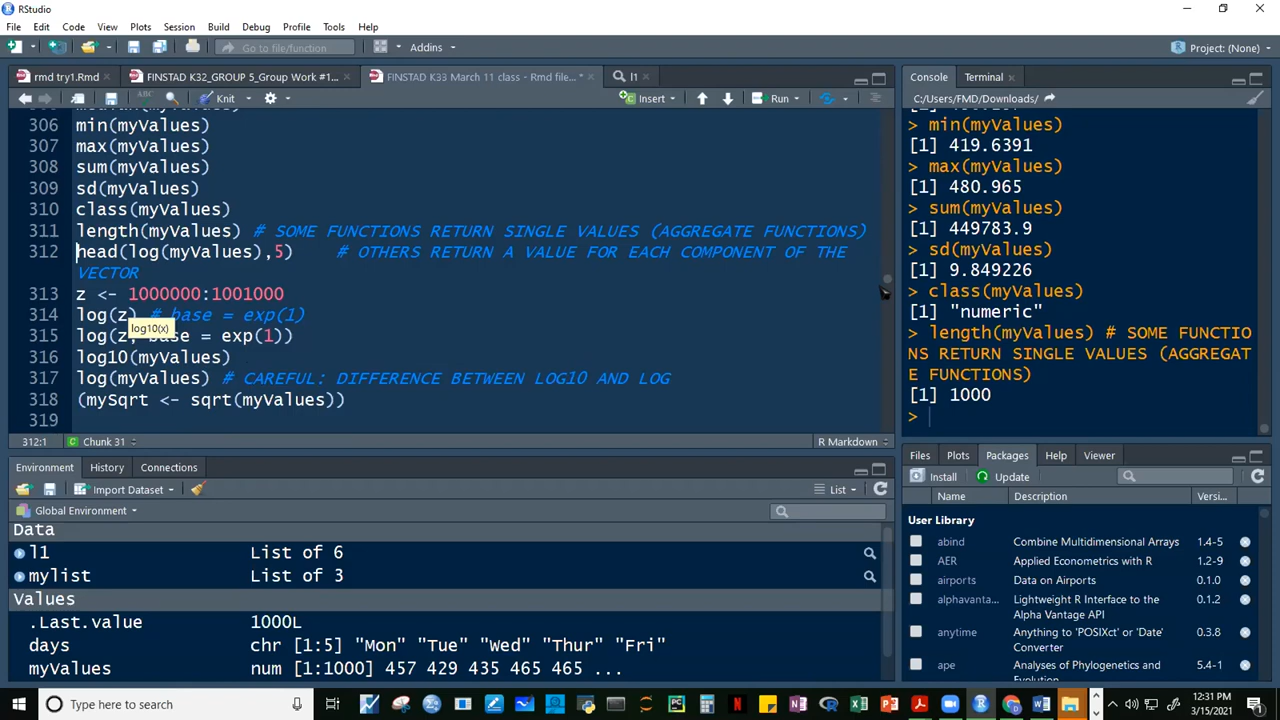 RStudio
File Edit Code View Plots Session Build Debug Profile Tools Help
Go to file/function Addins Project: (None)
rmd try1.Rmd FINSTAD K32_GROUP 5_Group Work #1... FINSTAD K33 March 11 class - Rmd file...* l1
Knit Insert Run
306 min(myValues)
307 max(myValues)
308 sum(myValues)
309 sd(myValues)
310 class(myValues)
311 length(myValues) # SOME FUNCTIONS RETURN SINGLE VALUES (AGGREGATE FUNCTIONS)
312 head(log(myValues),5) # OTHERS RETURN A VALUE FOR EACH COMPONENT OF THE
VECTOR
313 z <- 1000000:1001000
314 log(z) # base = exp(1)
log10(x)
315 log(z, base = exp(1))
316 log10(myValues)
317 log(myValues) # CAREFUL: DIFFERENCE BETWEEN LOG10 AND LOG
318 (mySqrt <- sqrt(myValues))
319
312:1 Chunk 31 R Markdown
Console Terminal
C:/Users/FMD/Downloads/
> min(myValues)
[1] 419.6391
> max(myValues)
[1] 480.965
> sum(myValues)
[1] 449783.9
> sd(myValues)
[1] 9.849226
> class(myValues)
[1] "numeric"
> length(myValues) # SOME FUNCTIO
NS RETURN SINGLE VALUES (AGGREGAT
E FUNCTIONS)
[1] 1000
>
Environment History Connections
Import Dataset List
Global Environment
Data
l1 List of 6
mylist List of 3
Values
.Last.value 1000L
days chr [1:5] "Mon" "Tue" "Wed" "Thur" "Fri"
myValues num [1:1000] 457 429 435 465 465 ...
Files Plots Packages Help Viewer
Install Update
Name Description Versi...
User Library
abind Combine Multidimensional Arrays 1.4-5
AER Applied Econometrics with R 1.2-9
airports Data on Airports 0.1.0
alphavanta... Lightweight R Interface to the 0.1.2
Alpha Vantage API
anytime Anything to 'POSIXct' or 'Date' 0.3.8
Converter
ape Analyses of Phylogenetics and 5.4-1
Evolution
Type here to search
12:31 PM
3/15/2021